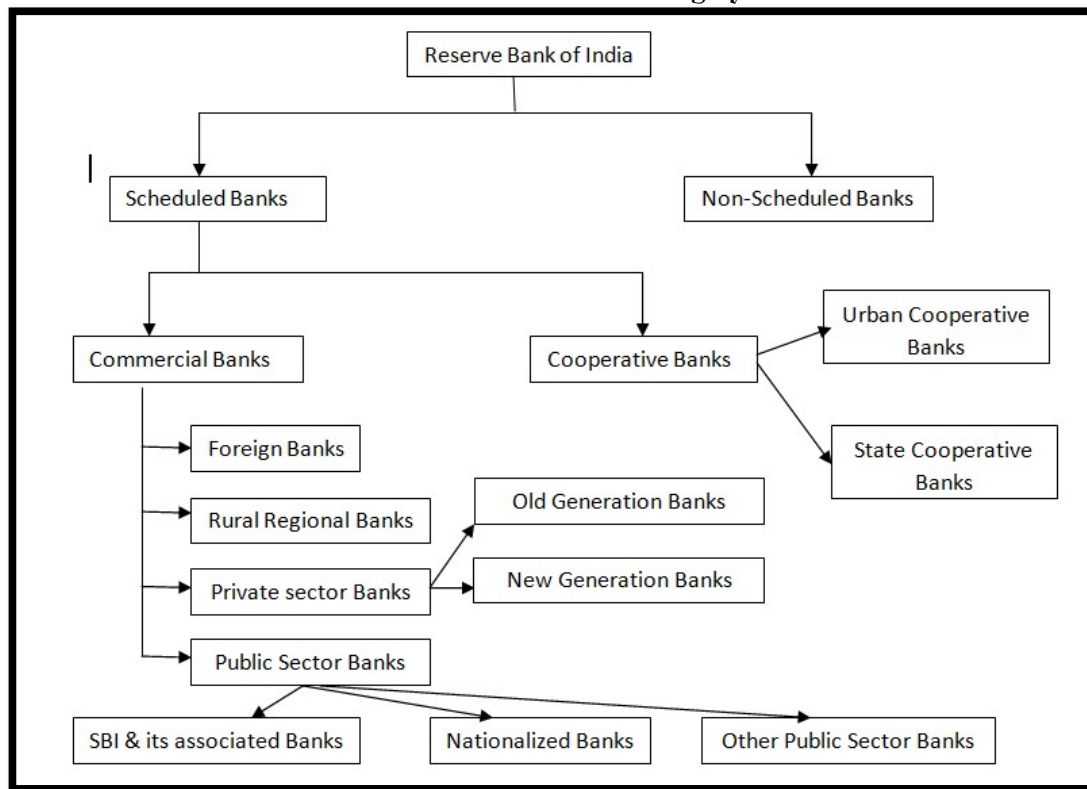 Reserve Bank of India
Scheduled Banks
Non-Scheduled Banks
Commercial Banks
Cooperative Banks
Urban Cooperative
Banks
State Cooperative
Banks
Foreign Banks
Rural Regional Banks
Private sector Banks
Old Generation Banks
New Generation Banks
Public Sector Banks
SBI & its associated Banks
Nationalized Banks
Other Public Sector Banks